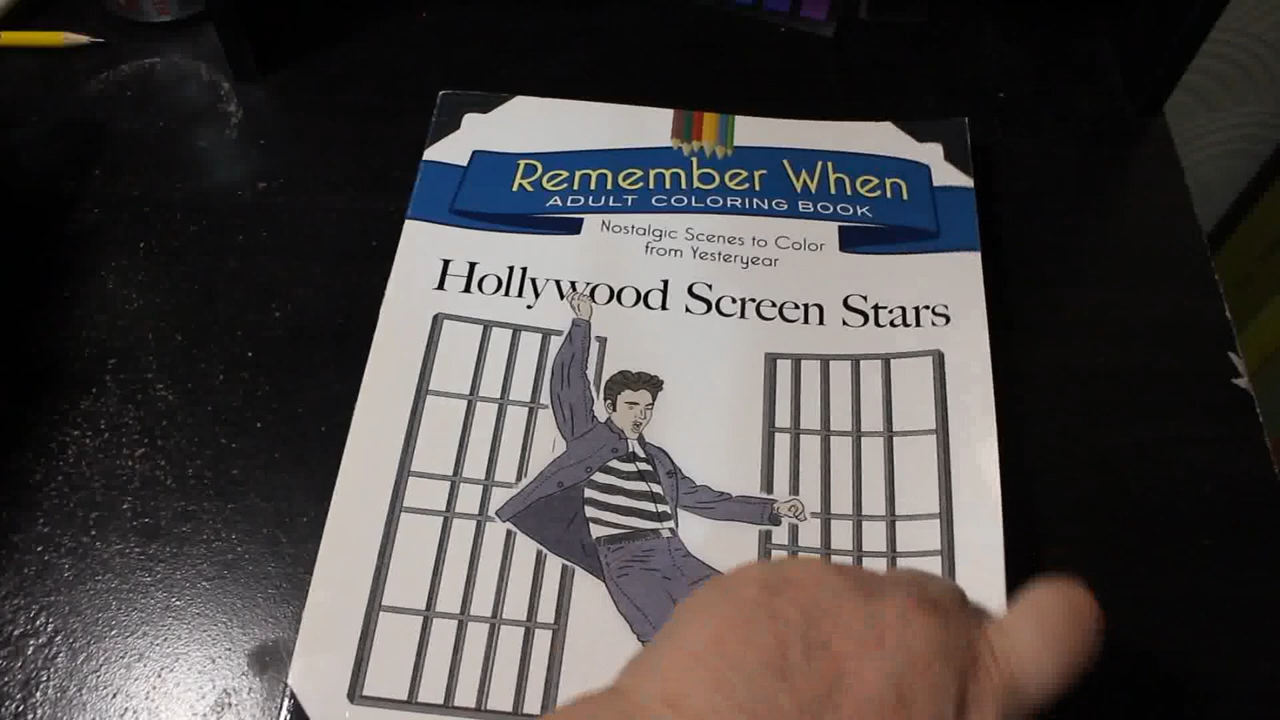 Remember When
ADULT COLORING BOOK
Nostalgic Scenes to Color
from Yesteryear
Hollywood Screen Stars